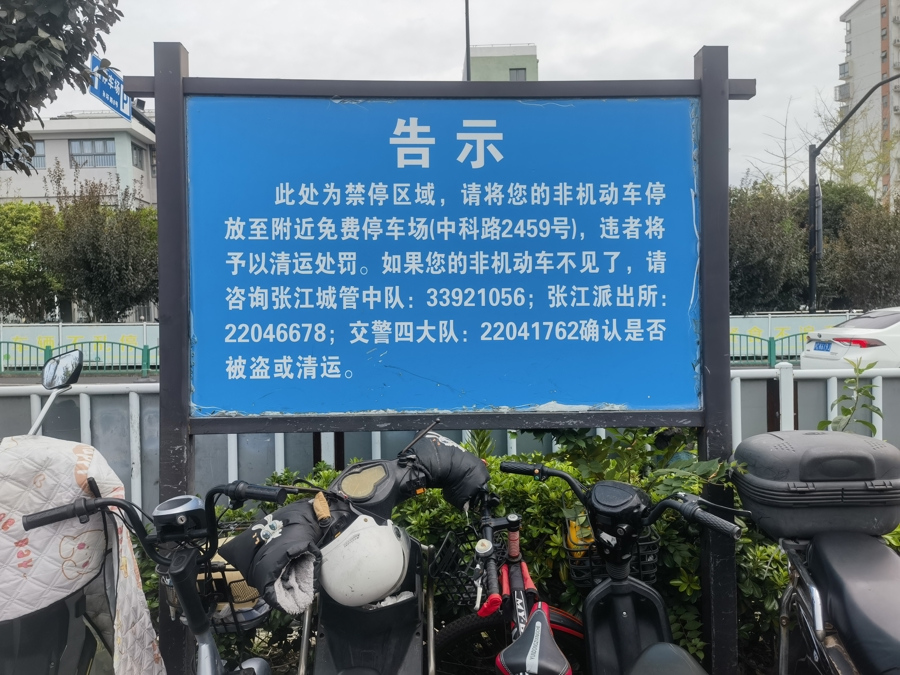 车场 P
告示
此处为禁停区域，请将您的非机动车停
放至附近免费停车场(中科路2459号)，违者将
予以清运处罚。如果您的非机动车不见了，请
咨询张江城管中队：33921056；张江派出所：
22046678；交警四大队：22041762确认是否
被盗或清运。